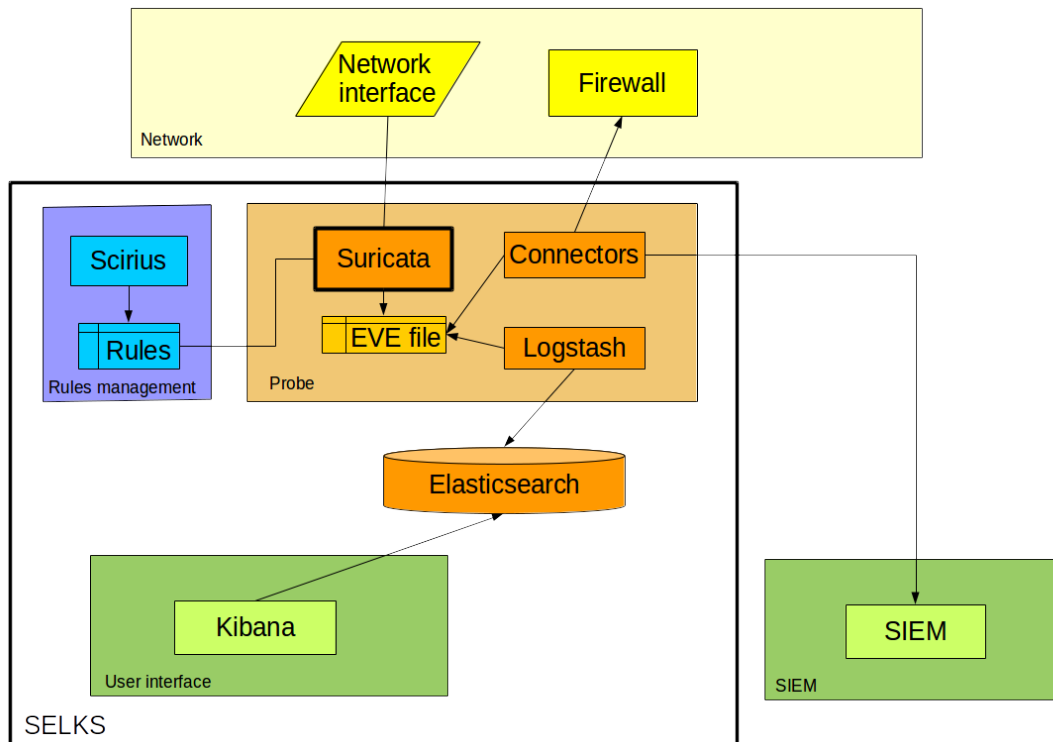 Network
interface
Firewall
Network
Scirius
Suricata
Connectors
Rules
EVE file
Logstash
Rules management
Probe
Elasticsearch
Kibana
SIEM
User interface
SIEM
SELKS